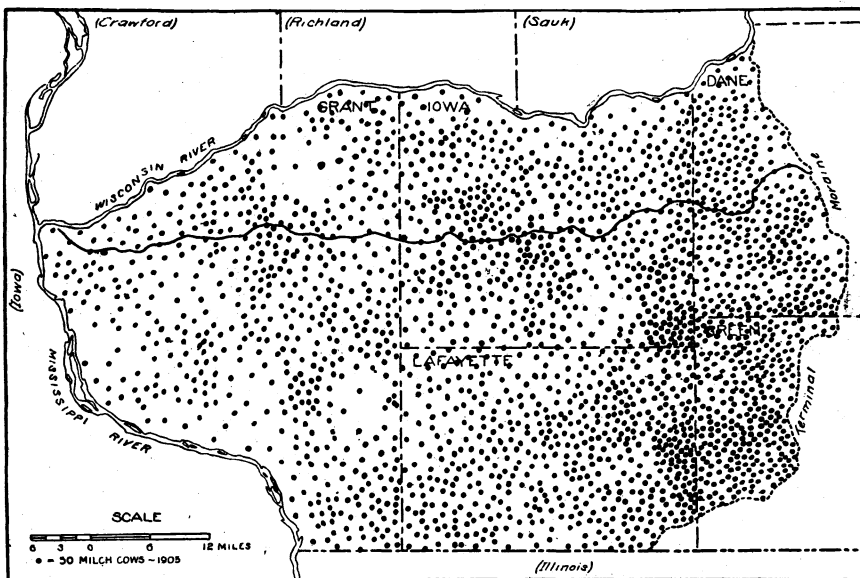 (Crawford)
(Richland)
(Sauk)
DANE
GRANT
IOWA
WISCONSIN RIVER
MORAINE
(Iowa)
GREEN
LAFAYETTE
MISSISSIPPI
RIVER
Terminal
SCALE
6 3 0 6 12 MILES
• - 50 MILCH COWS - 1905
(Illinois)